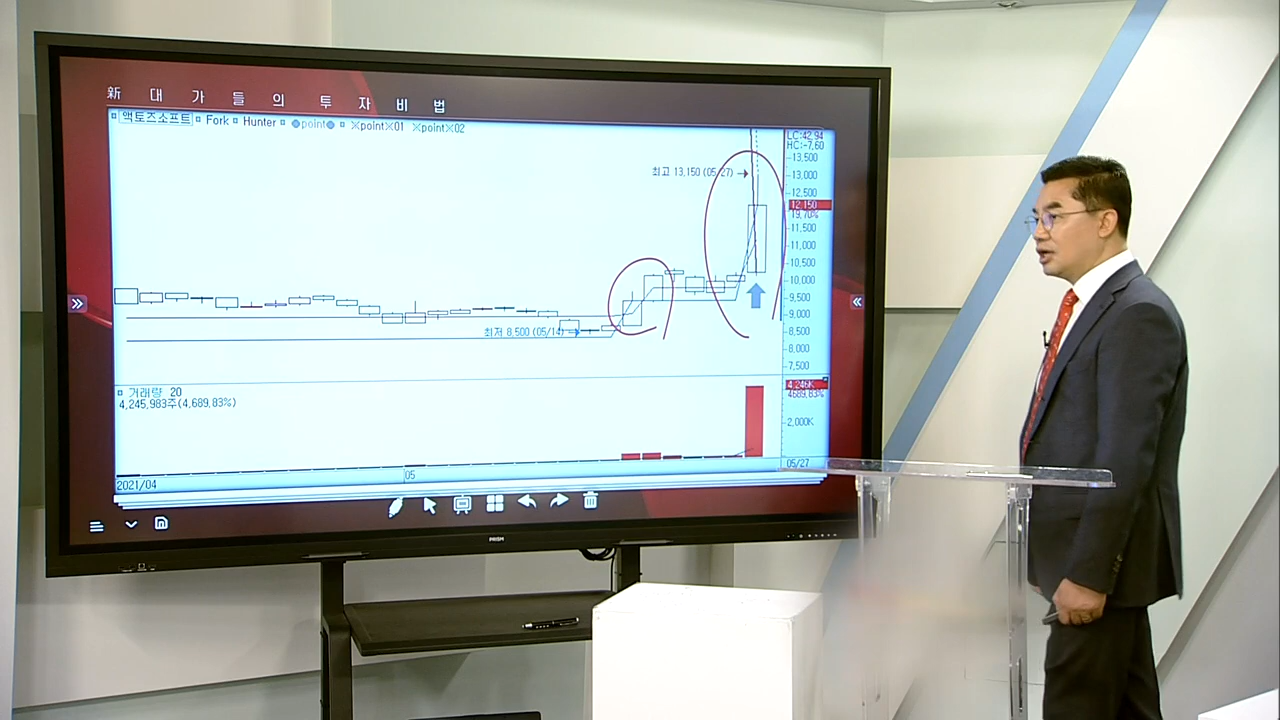 新 대 가 들 의 투 자 비 법
액토즈소프트 Fork Hunter point ※point※01 ※point※02
LC:42,94
HC:-7,60
최고 13,150 (05/27)
13,500
13,000
12,500
12,150
19,70%
11,500
11,000
10,500
10,000
9,500
9,000
8,500
8,000
7,500
최저 8,500 (05/14)
거래량 20
4,245,983주(4,689,83%)
4,246K
4689,83%
2,000K
2021/04
05
05/27
PRISM